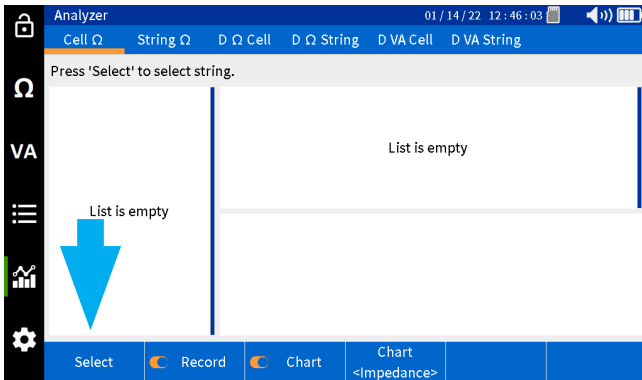 Analyzer
01 / 14 / 22 12 : 46 : 03
Cell Ω String Ω D Ω Cell D Ω String D VA Cell D VA String
Press 'Select' to select string.
Ω
VA
List is empty
List is empty
Select Record Chart Chart
<Impedance>